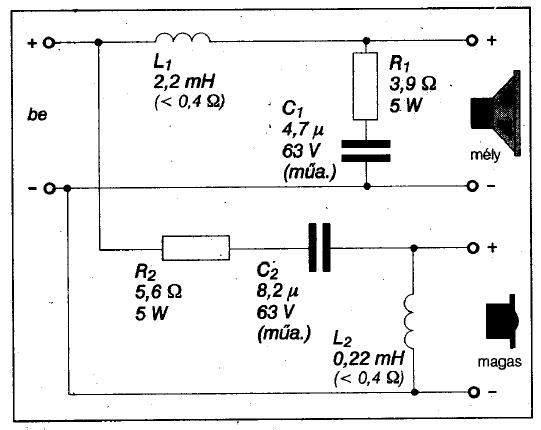 +
L1
2,2 mH
(< 0,4 Ω)
R1
3,9 Ω
5 W
+
be
C1
4,7 µ
63 V
(műa.)
mély
-
-
R2
5,6 Ω
5 W
C2
8,2 µ
63 V
(műa.)
+
L2
0,22 mH
(< 0,4 Ω)
magas
-